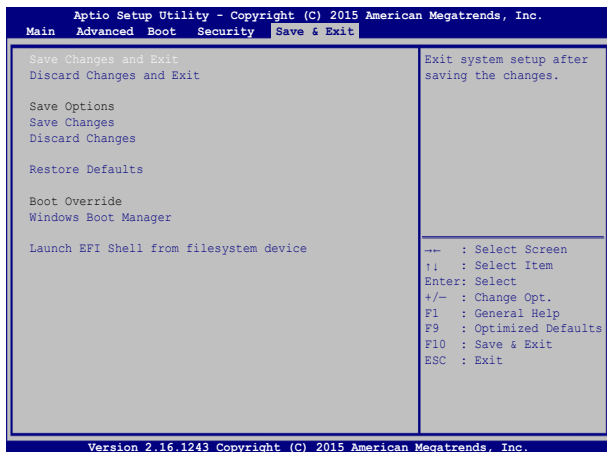 Aptio Setup Utility - Copyright (C) 2015 American Megatrends, Inc.
Main Advanced Boot Security Save & Exit
Save Changes and Exit
Discard Changes and Exit
Save Options
Save Changes
Discard Changes
Restore Defaults
Boot Override
Windows Boot Manager
Launch EFI Shell from filesystem device
Exit system setup after
saving the changes.
→← : Select Screen
↑↓ : Select Item
Enter: Select
+/— : Change Opt.
F1 : General Help
F9 : Optimized Defaults
F10 : Save & Exit
ESC : Exit
Version 2.16.1243 Copyright (C) 2015 American Megatrends, Inc.